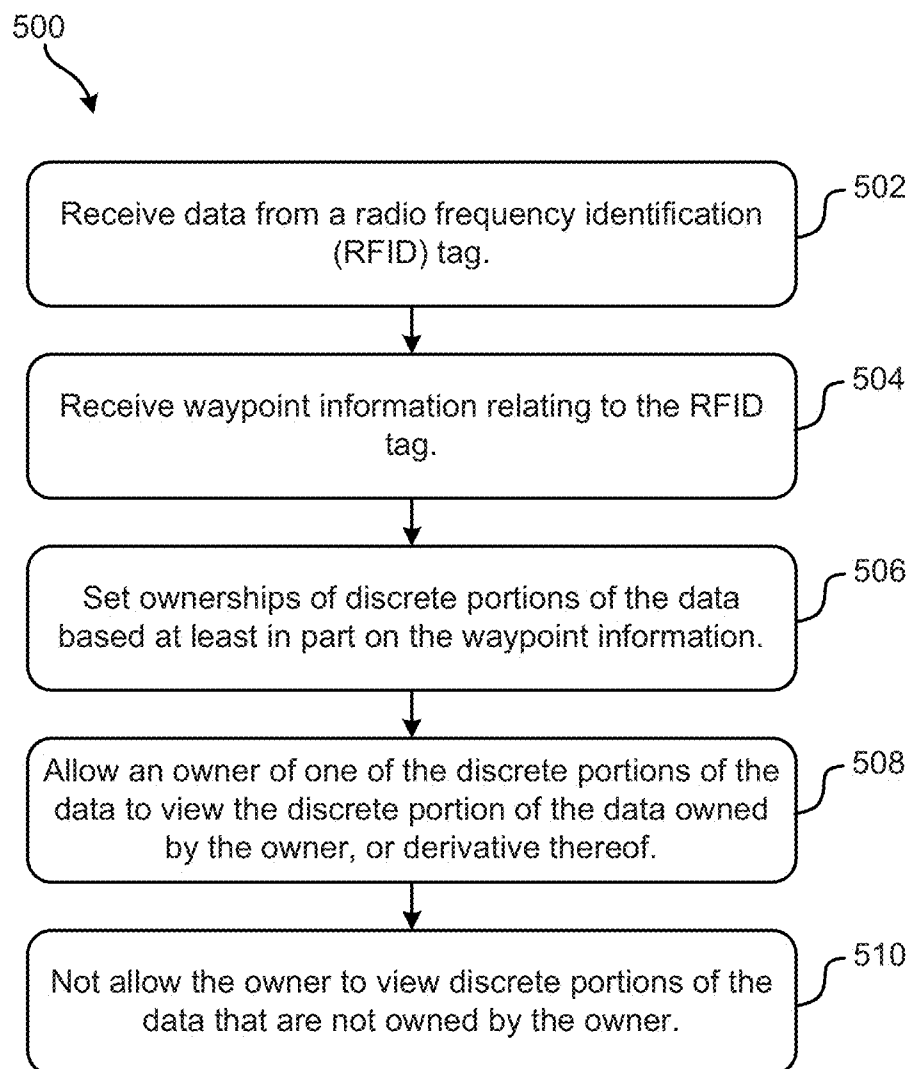 500
Receive data from a radio frequency identification
(RFID) tag.
502
Receive waypoint information relating to the RFID
tag.
504
Set ownerships of discrete portions of the data
based at least in part on the waypoint information.
506
Allow an owner of one of the discrete portions of the
data to view the discrete portion of the data owned
by the owner, or derivative thereof.
508
Not allow the owner to view discrete portions of the
data that are not owned by the owner.
510